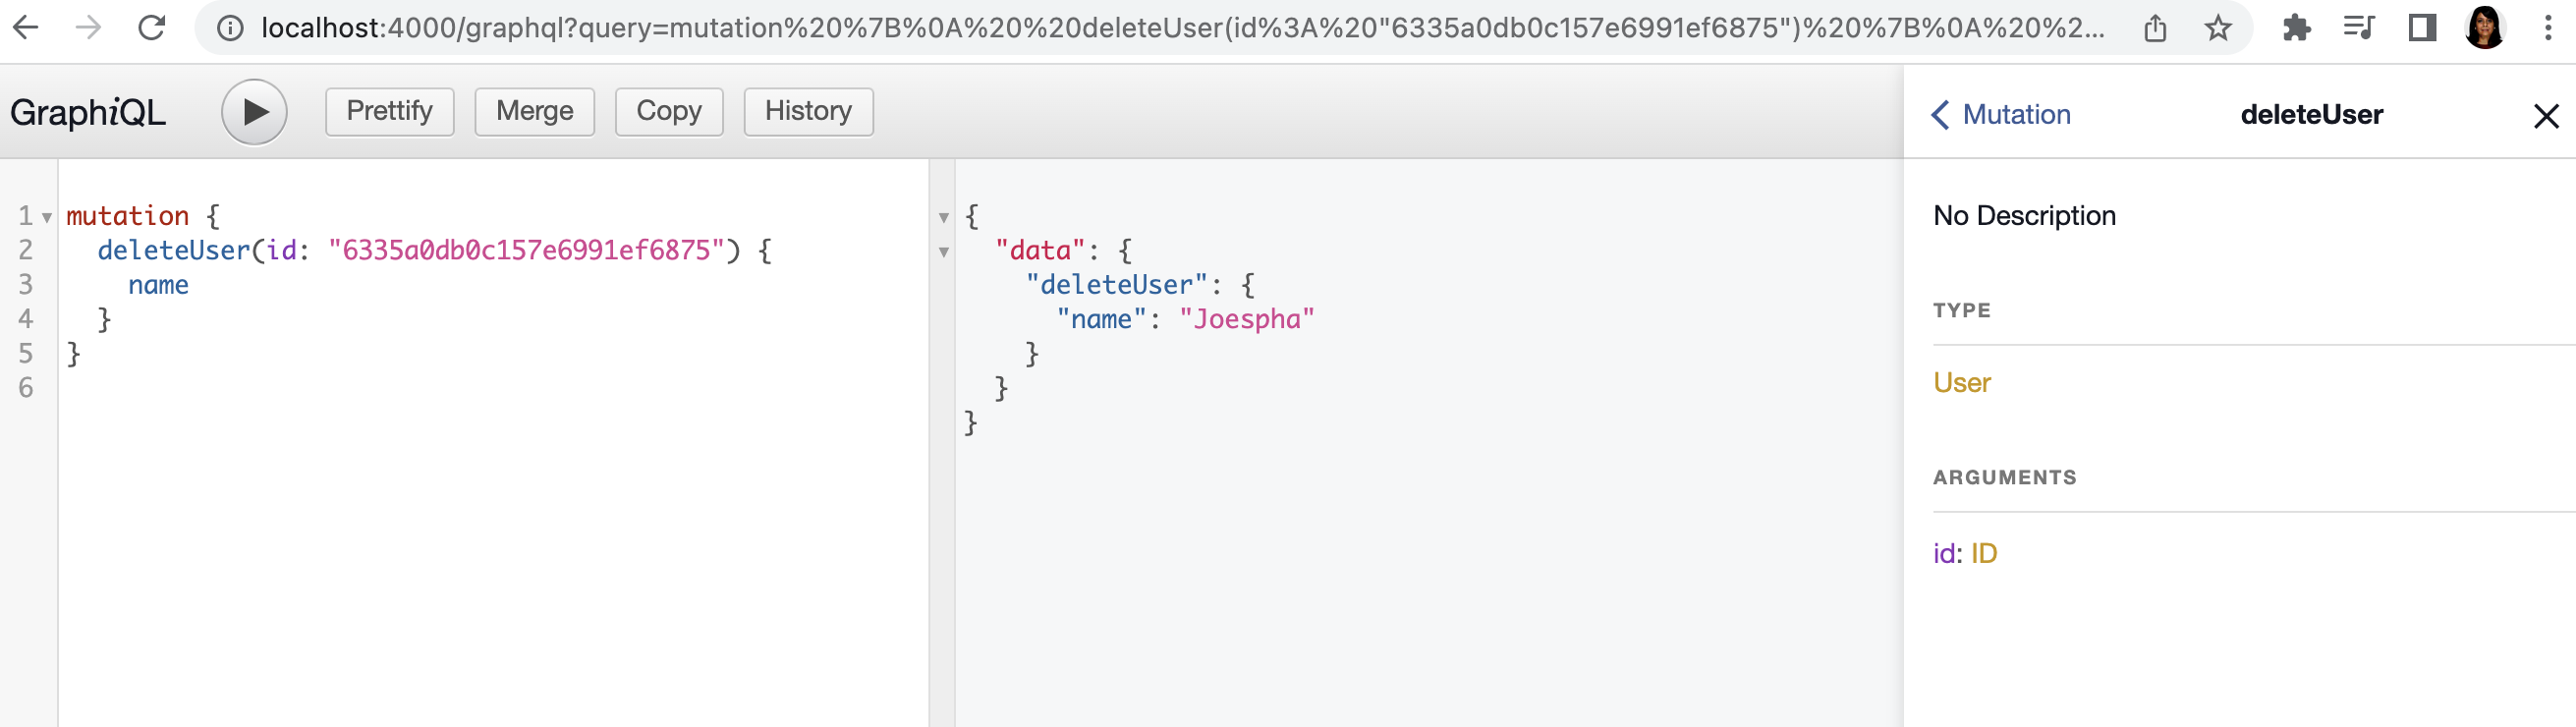 localhost:4000/graphql?query=mutation%20%7B%0A%20%20deleteUser(id%3A%20"6335a0db0c157e6991ef6875")%20%7B%0A%20%2...
GraphiQL
Prettify
Merge
Copy
History
Mutation
deleteUser
1 mutation {
2 deleteUser(id: "6335a0db0c157e6991ef6875") {
3 name
4 }
5 }
6
{
"data": {
"deleteUser": {
"name": "Joespha"
}
}
}
No Description
TYPE
User
ARGUMENTS
id: ID